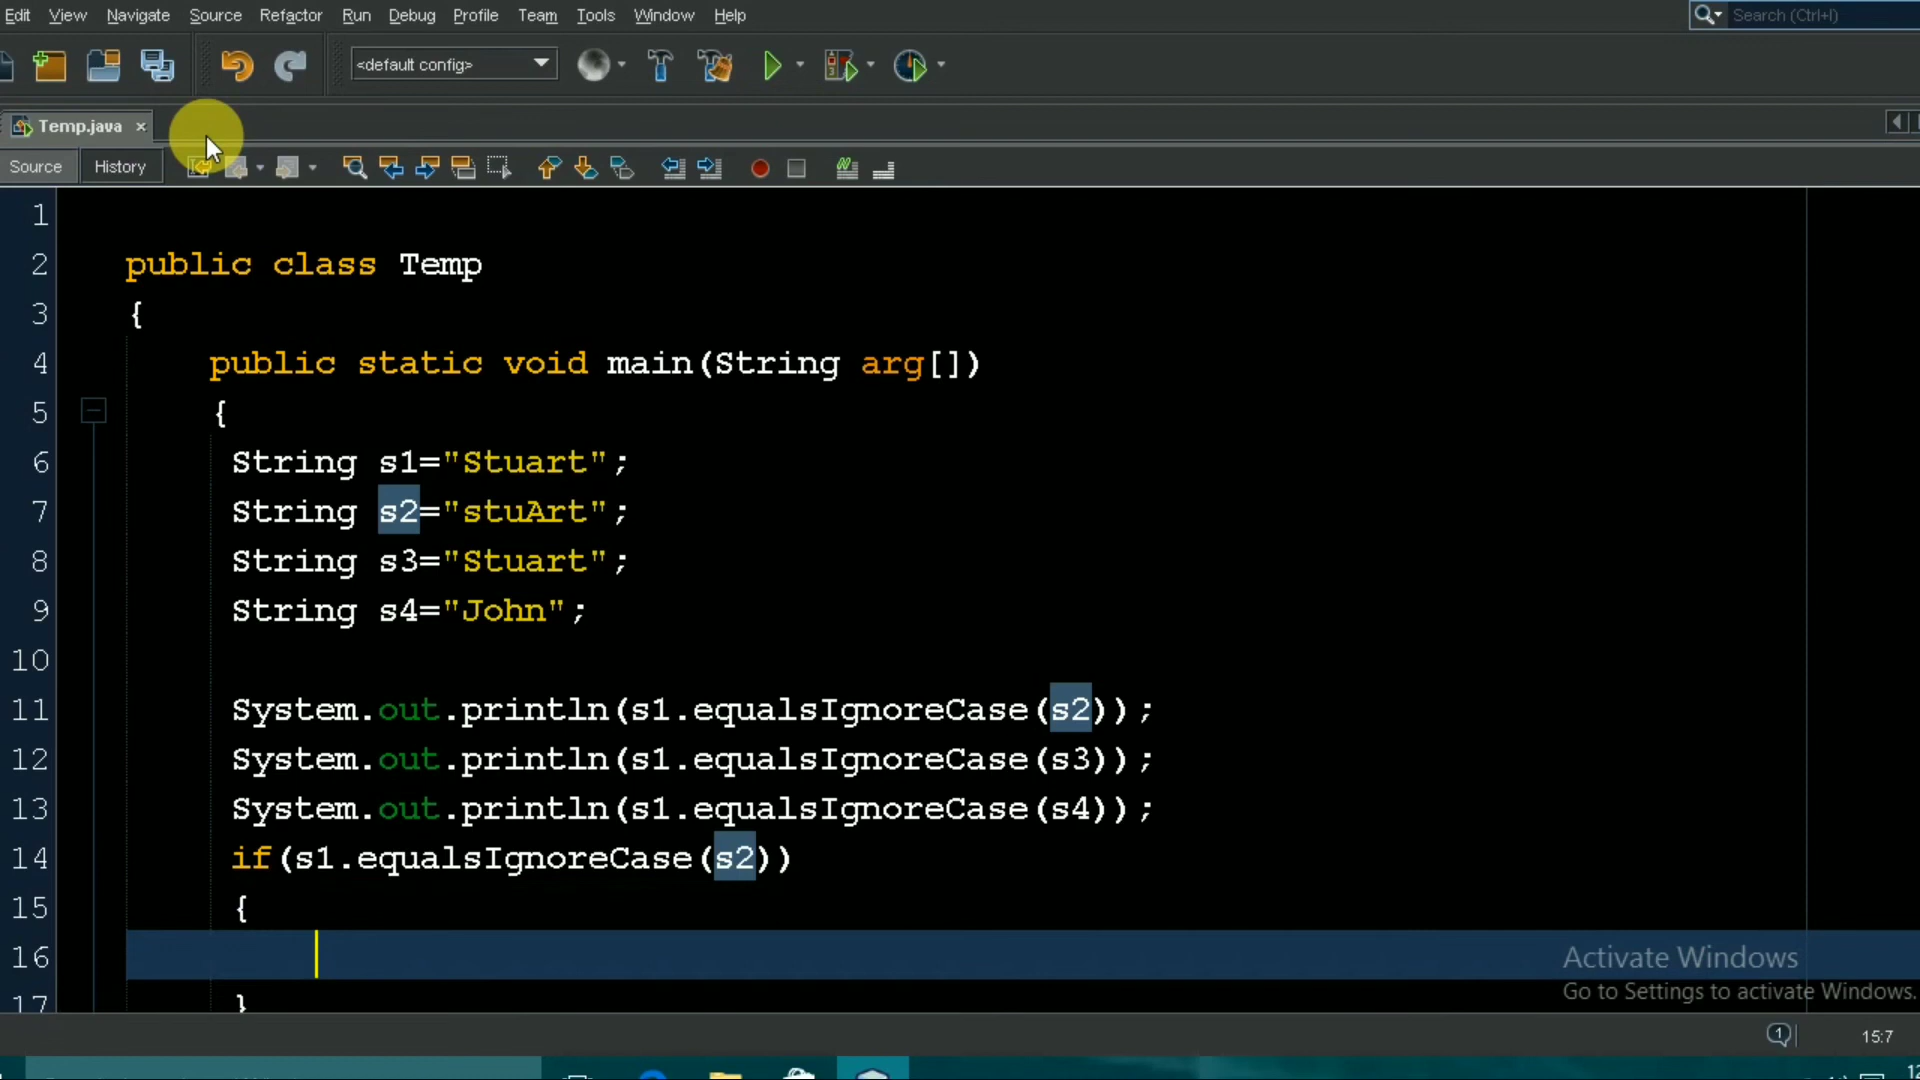 Edit View Navigate Source Refactor Run Debug Profile Team Tools Window Help Search (Ctrl+I)
<default config>
Temp.java ×
Source History
1
2 public class Temp
3 {
4 public static void main(String arg[])
5 {
6 String s1="Stuart";
7 String s2="stuArt";
8 String s3="Stuart";
9 String s4="John";
10
11 System.out.println(s1.equalsIgnoreCase(s2));
12 System.out.println(s1.equalsIgnoreCase(s3));
13 System.out.println(s1.equalsIgnoreCase(s4));
14 if(s1.equalsIgnoreCase(s2))
15 {
16
17 }
Activate Windows
Go to Settings to activate Windows.
1 15:7